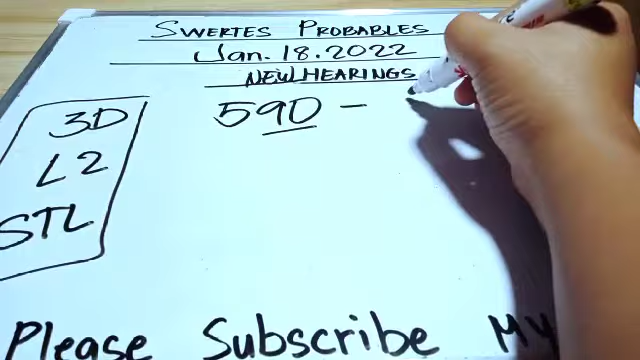 SWERTES PROBABLES
Jan. 18. 2022
NEW HEARINGS
590 -
3D
L2
STL
Please Subscribe My